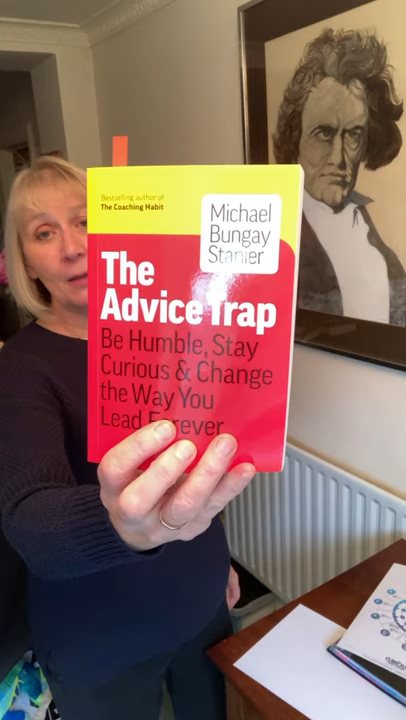 Bestselling author of
The Coaching Habit
Michael
Bungay
Stanier
The
Advice Trap
Be Humble, Stay
Curious & Change
the Way You
Lead Forever